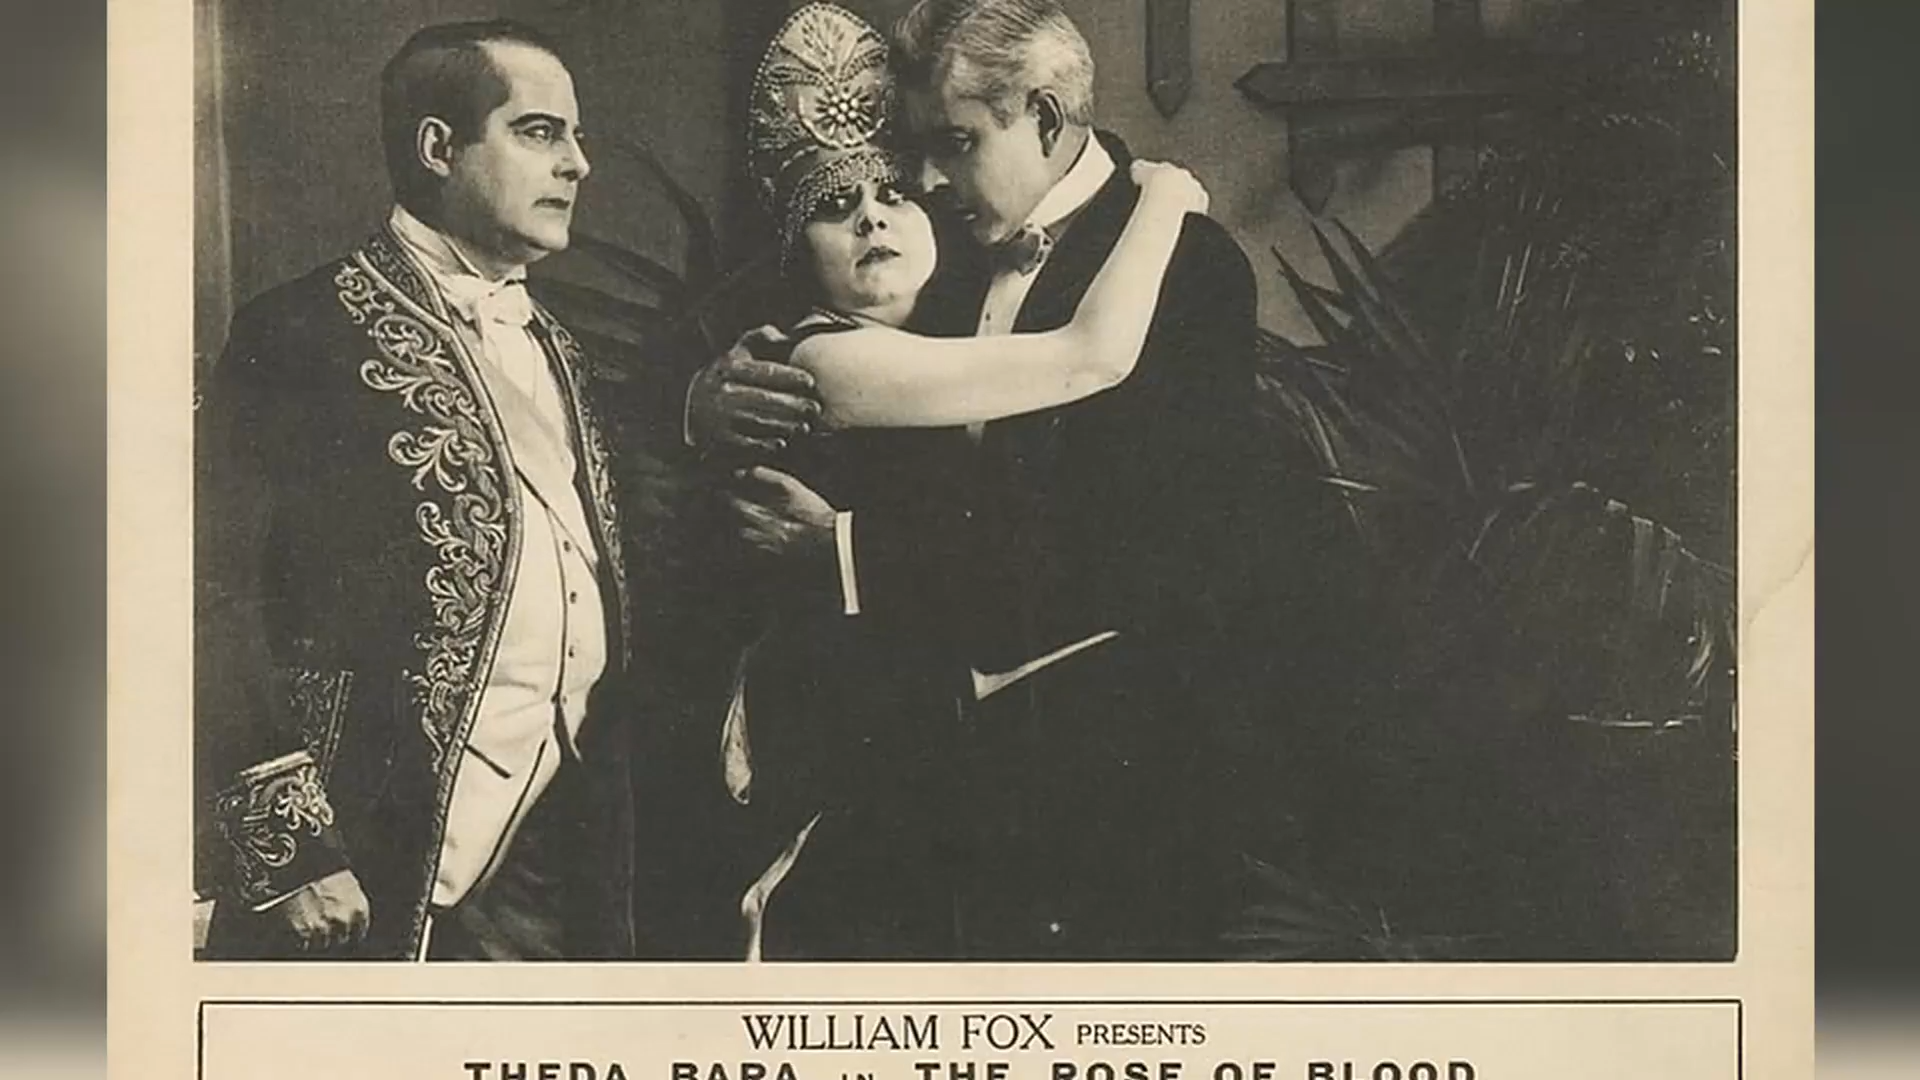 WILLIAM FOX PRESENTS
THEDA BARA IN THE ROSE OF BLOOD